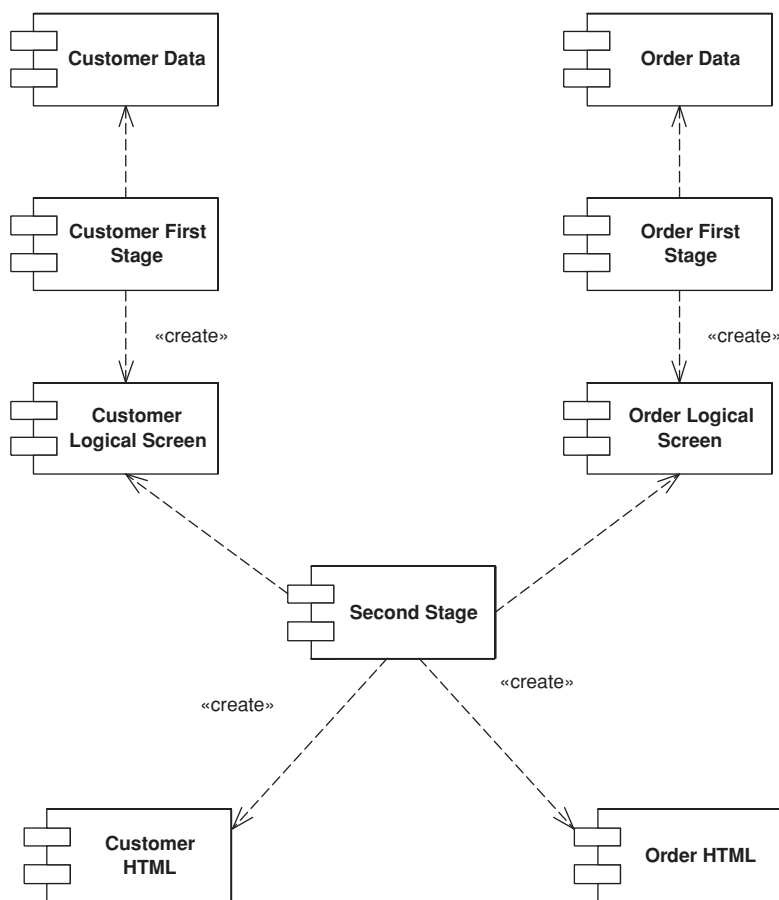 Customer Data
Order Data
Customer First
Stage
Order First
Stage
«create»
«create»
Customer
Logical Screen
Order Logical
Screen
Second Stage
«create»
«create»
Customer
HTML
Order HTML